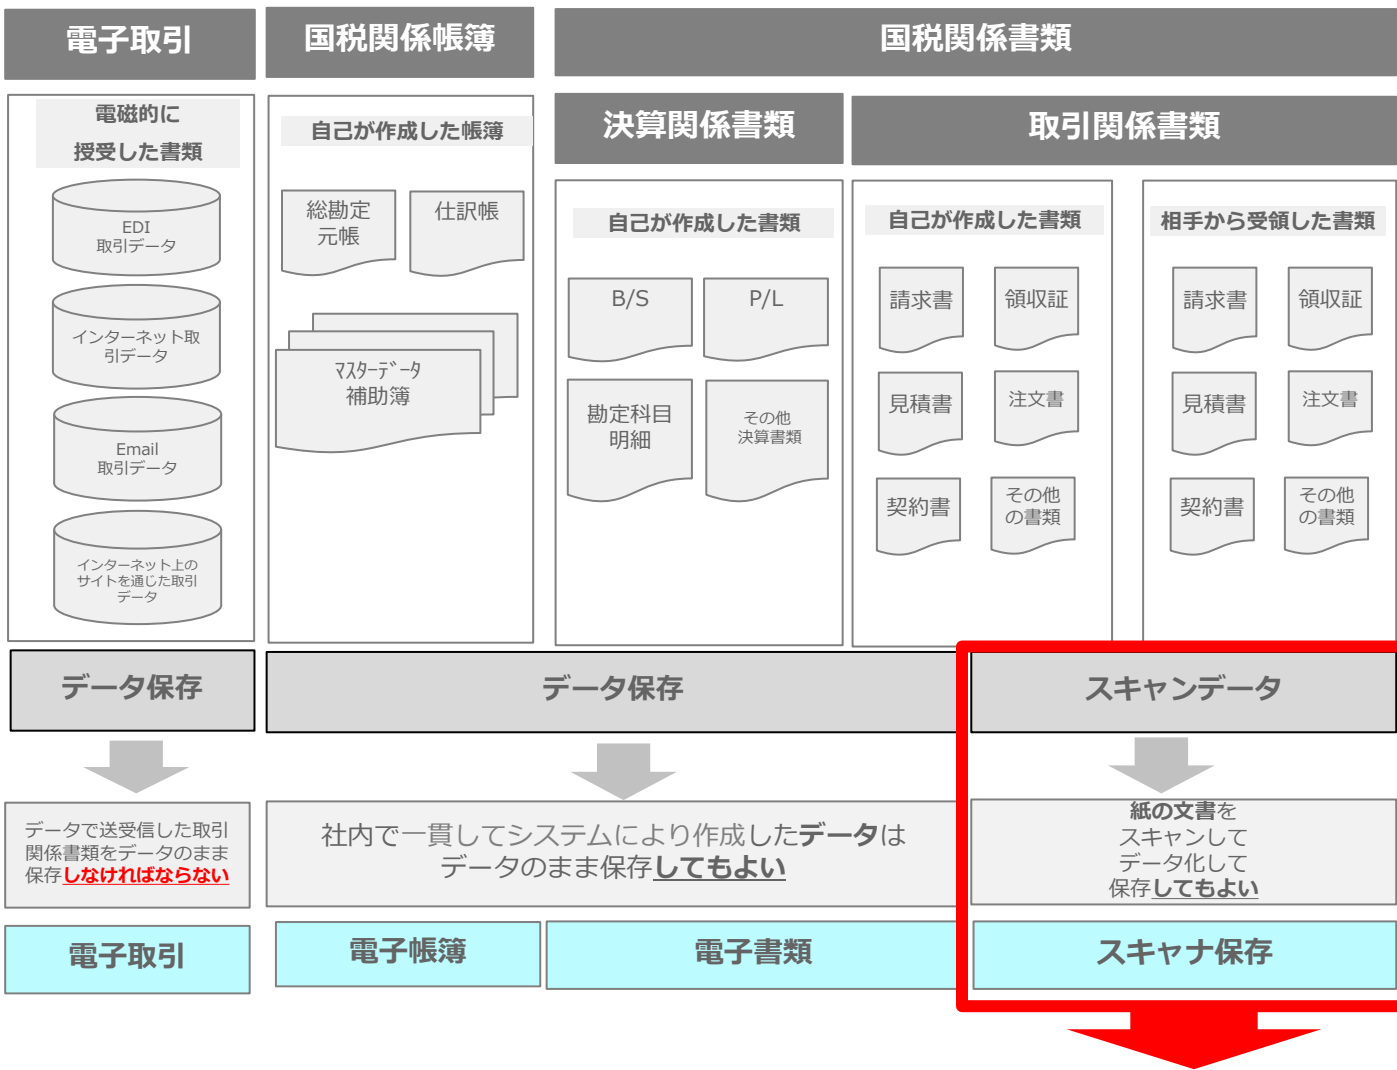 電子取引
国税関係帳簿
国税関係書類
電磁的に
授受した書類
EDI
取引データ
インターネット取
引データ
Email
取引データ
インターネット上の
サイトを通じた取引
データ
自己が作成した帳簿
総勘定
元帳
仕訳帳
ﾏｽﾀｰﾃﾞｰﾀ
補助簿
決算関係書類
自己が作成した書類
B/S
P/L
勘定科目
明細
その他
決算書類
取引関係書類
自己が作成した書類
請求書
領収証
見積書
注文書
契約書
その他
の書類
相手から受領した書類
請求書
領収証
見積書
注文書
契約書
その他
の書類
データ保存
データ保存
スキャンデータ
データで送受信した取引
関係書類をデータのまま
保存しなければならない
社内で一貫してシステムにより作成したデータは
データのまま保存してもよい
紙の文書を
スキャンして
データ化して
保存してもよい
電子取引
電子帳簿
電子書類
スキャナ保存